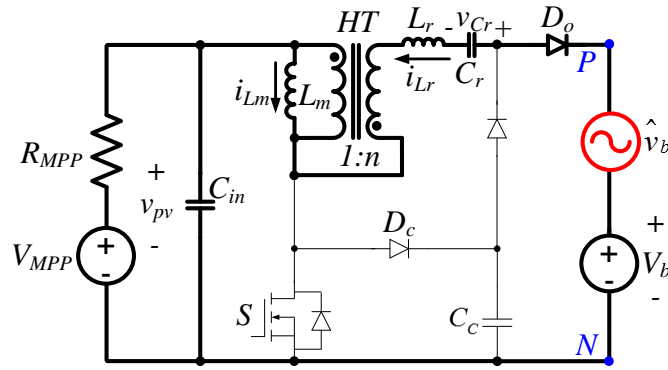 HT
L_r
- v_Cr +
D_o
P
i_Lm
L_m
i_Lr
C_r
v̂_b
R_MPP
1:n
+
v_pv
-
C_in
V_MPP
+
-
D_c
+
-
V_b
+
-
S
C_C
N